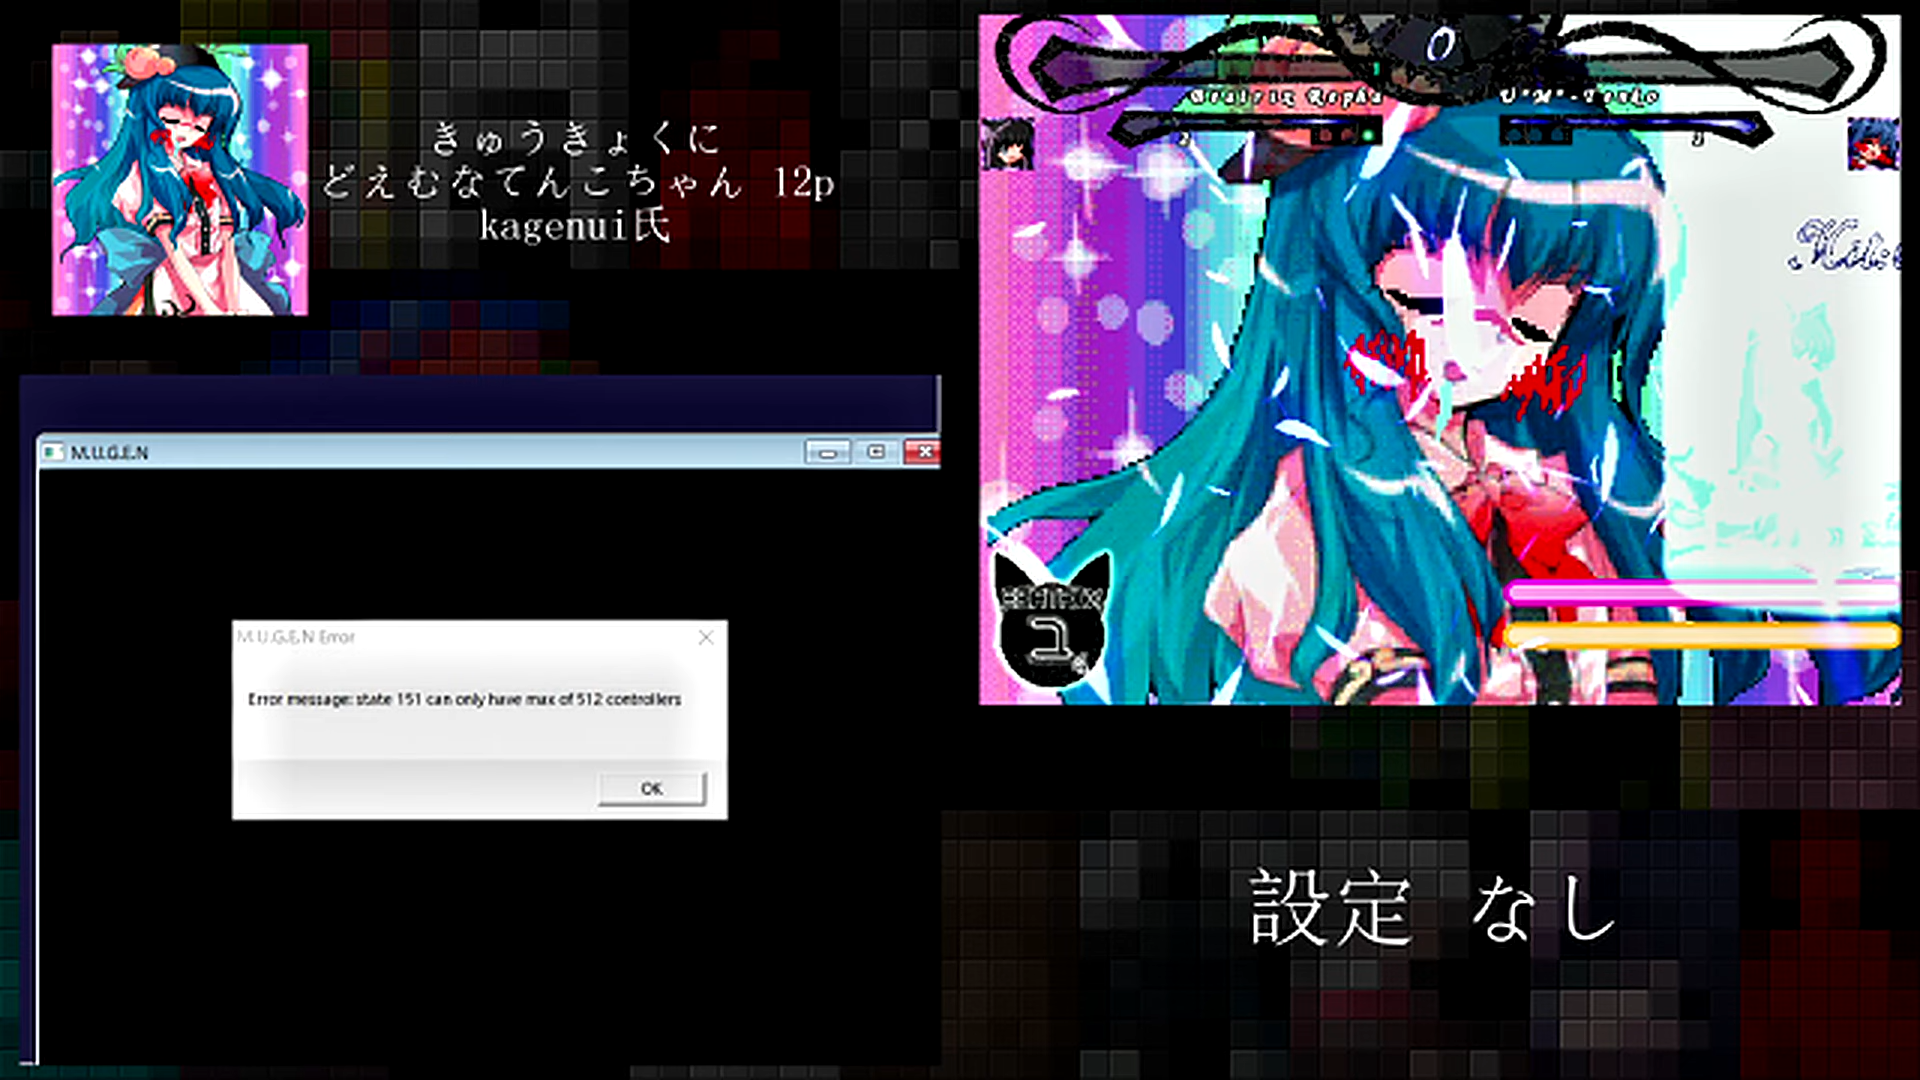 きゅうきょくに
どえむなてんこちゃん 12p
kagenui氏
M.U.G.E.N
M.U.G.E.N Error
Error message: state 151 can only have max of 512 controllers
OK
0
ユ
設定 なし